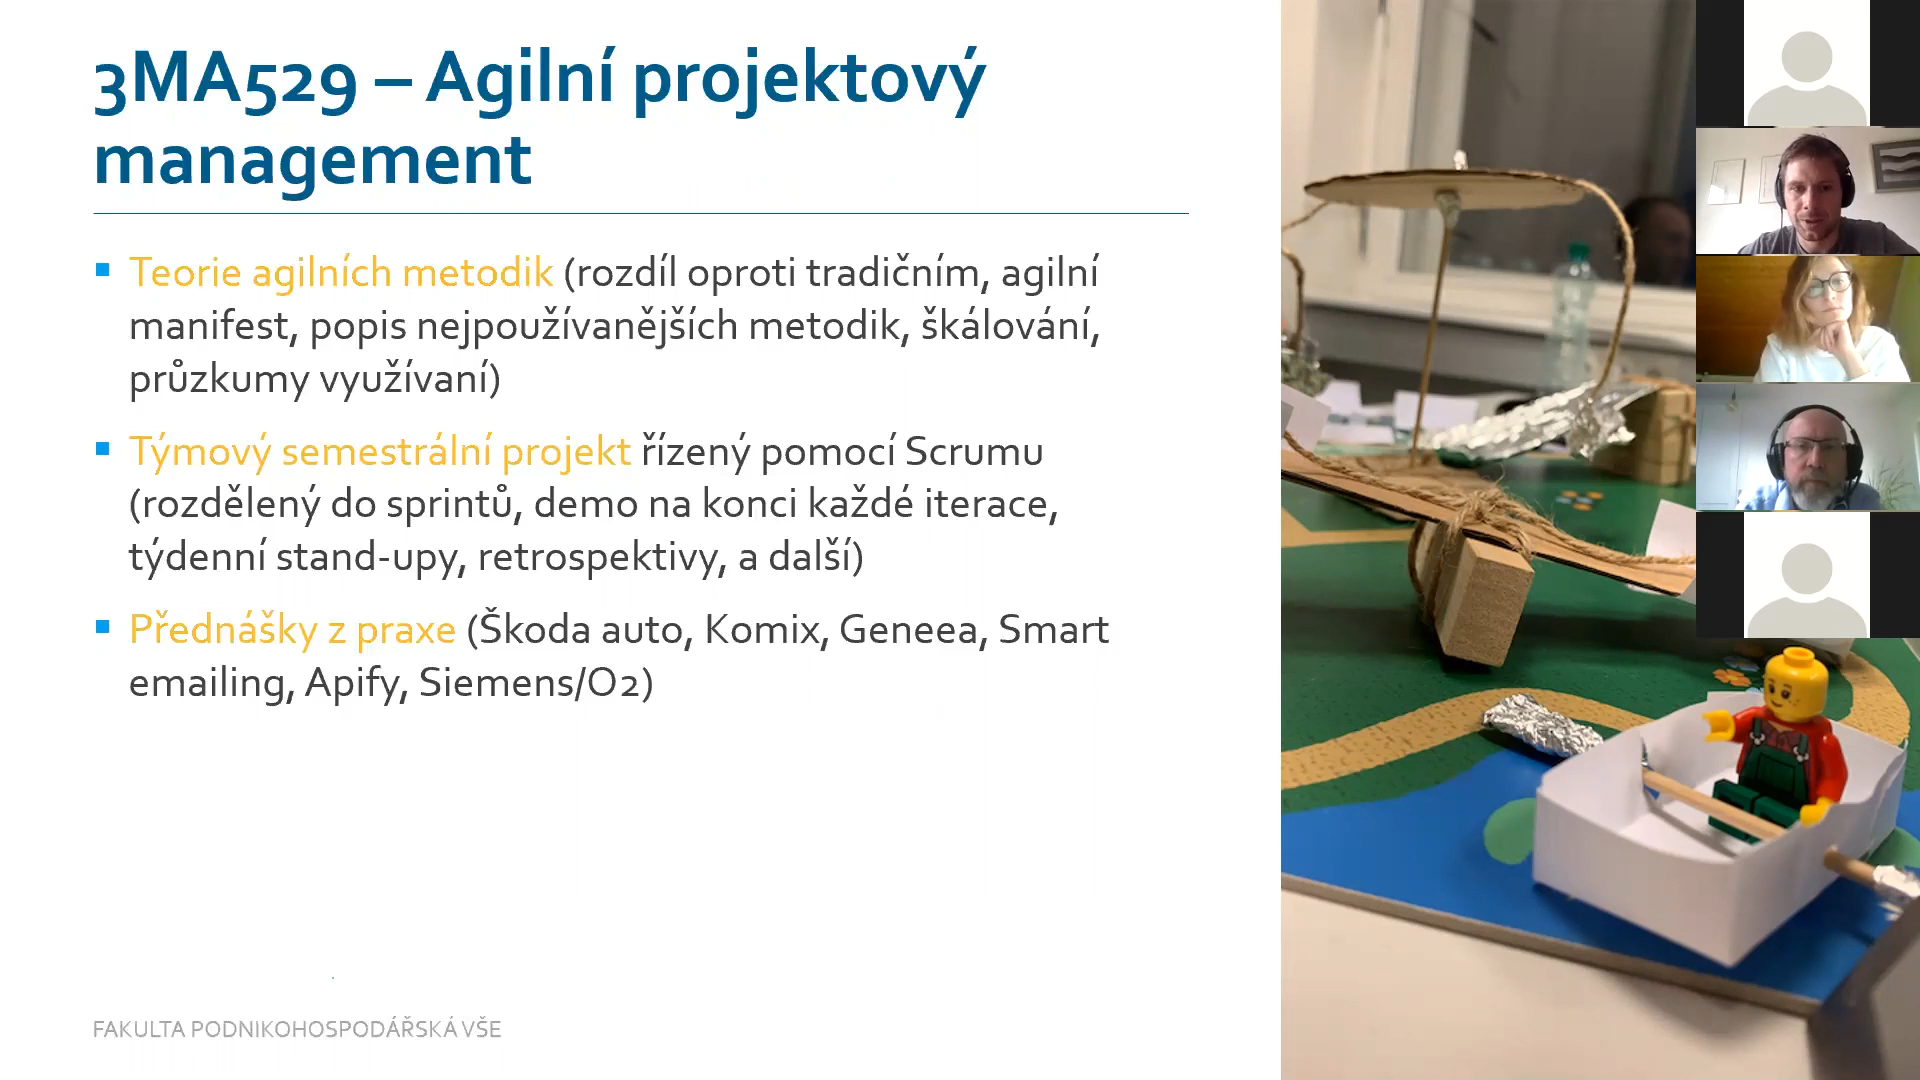 3MA529 – Agilní projektový
management
Teorie agilních metodik (rozdíl oproti tradičním, agilní
manifest, popis nejpoužívanějších metodik, škálování,
průzkumy využívaní)
Týmový semestrální projekt řízený pomocí Scrumu
(rozdělený do sprintů, demo na konci každé iterace,
týdenní stand-upy, retrospektivy, a další)
Přednášky z praxe (Škoda auto, Komix, Geneea, Smart
emailing, Apify, Siemens/O2)
FAKULTA PODNIKOHOSPODÁŘSKÁ VŠE